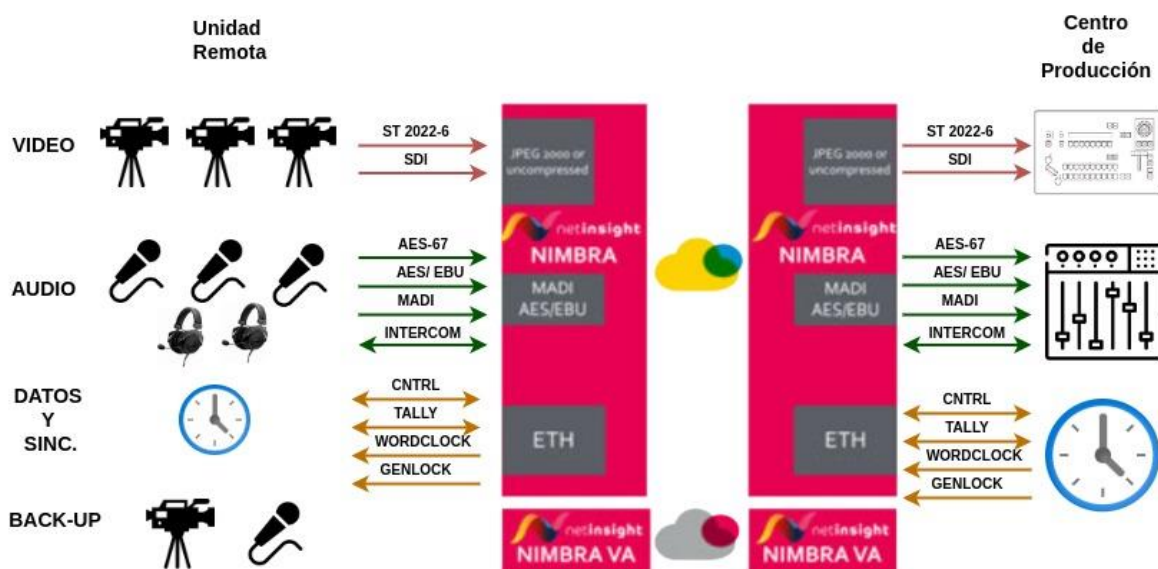 Unidad
Remota
Centro
de
Producción
VIDEO
ST 2022-6
SDI
JPEG 2000 or
uncompressed
JPEG 2000 or
uncompressed
ST 2022-6
SDI
netinsight
NIMBRA
netinsight
NIMBRA
AUDIO
AES-67
AES/ EBU
MADI
INTERCOM
MADI
AES/EBU
MADI
AES/EBU
AES-67
AES/ EBU
MADI
INTERCOM
DATOS
Y
SINC.
CNTRL
TALLY
WORDCLOCK
GENLOCK
ETH
ETH
CNTRL
TALLY
WORDCLOCK
GENLOCK
BACK-UP
netinsight
NIMBRA VA
netinsight
NIMBRA VA